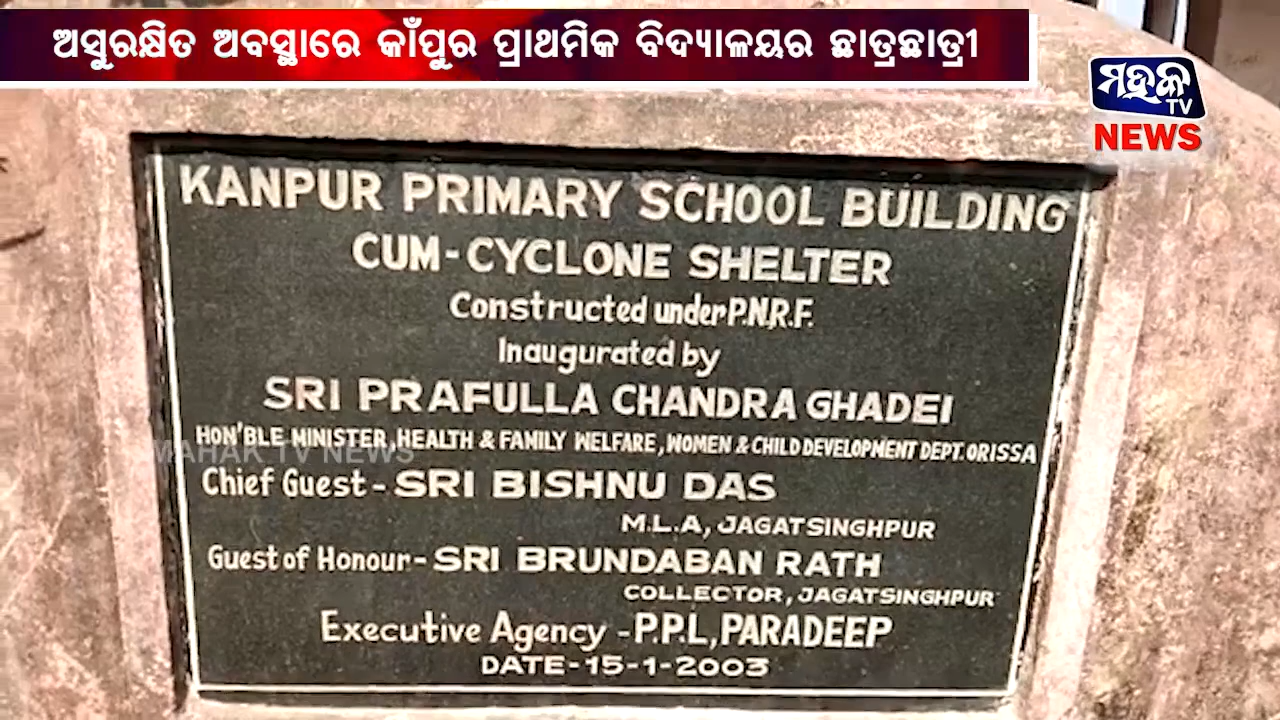 ଅସୁରକ୍ଷିତ ଅବସ୍ଥାରେ କାଁପୁର ପ୍ରାଥମିକ ବିଦ୍ୟାଳୟର ଛାତ୍ରଛାତ୍ରୀ
ମହକ
TV
NEWS
KANPUR PRIMARY SCHOOL BUILDING
CUM-CYCLONE SHELTER
Constructed under P.N.R.F.
Inaugurated by
SRI PRAFULLA CHANDRA GHADEI
HON'BLE MINISTER, HEALTH & FAMILY WELFARE, WOMEN & CHILD DEVELOPMENT DEPT. ORISSA
MAHAK TV NEWS
Chief Guest - SRI BISHNU DAS
M.L.A, JAGATSINGHPUR
Guest of Honour - SRI BRUNDABAN RATH
COLLECTOR, JAGATSINGHPUR
Executive Agency - P.P.L, PARADEEP
DATE-15-1-2003